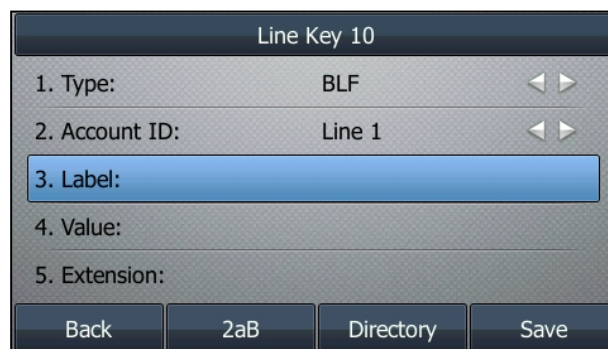 Line Key 10
1. Type: BLF
2. Account ID: Line 1
3. Label:
4. Value:
5. Extension:
Back 2aB Directory Save